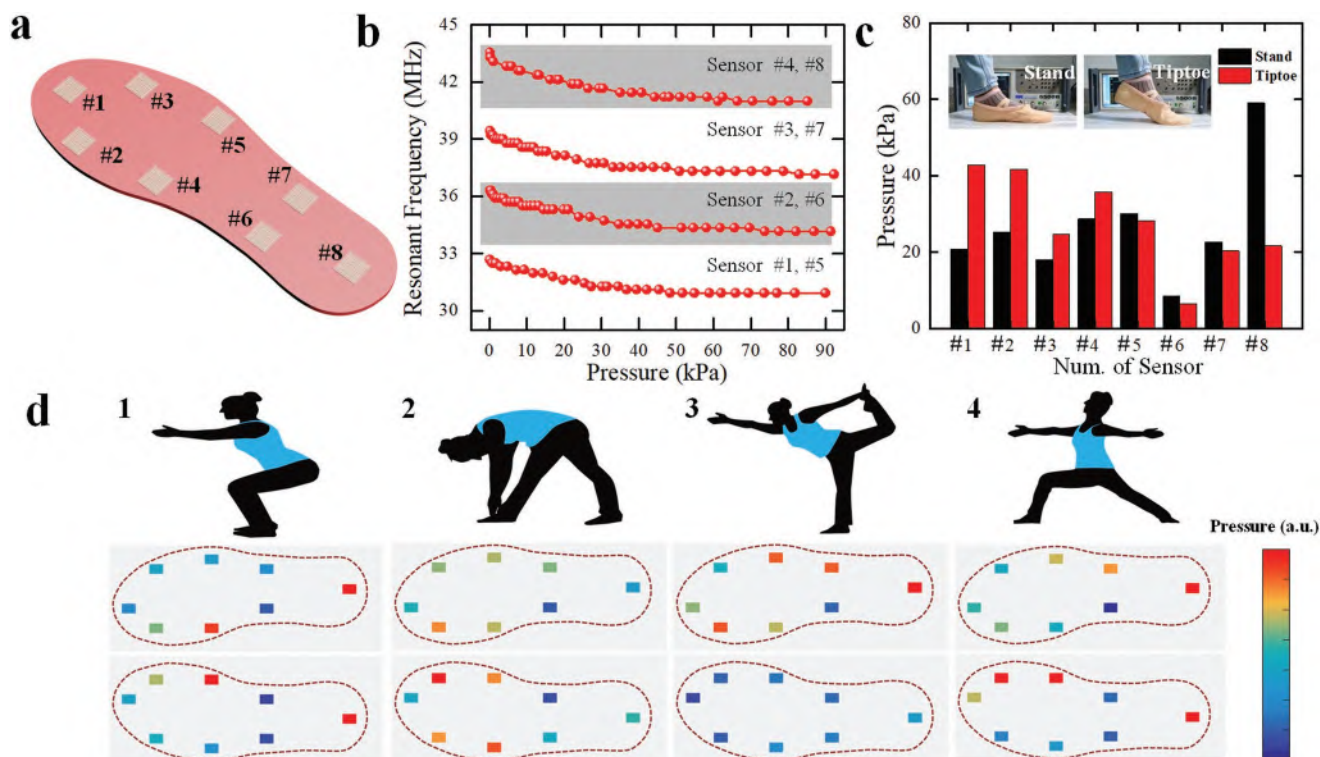 a
#1
#3
#2
#5
#4
#7
#6
#8
b
Resonant Frequency (MHz)
45
42
39
36
33
30
Sensor #4, #8
Sensor #3, #7
Sensor #2, #6
Sensor #1, #5
0 10 20 30 40 50 60 70 80 90
Pressure (kPa)
c
Pressure (kPa)
80
60
40
20
0
Stand
Tiptoe
Stand
Tiptoe
#1 #2 #3 #4 #5 #6 #7 #8
Num. of Sensor
d
1
2
3
4
Pressure (a.u.)